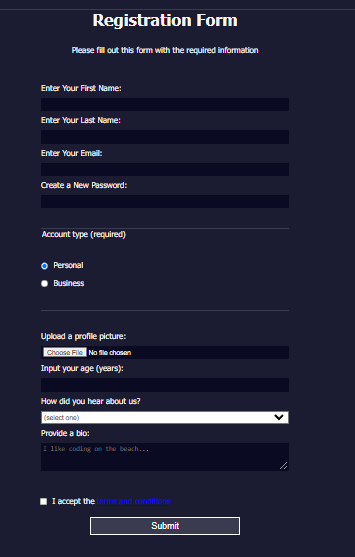 Registration Form
Please fill out this form with the required information
Enter Your First Name:
Enter Your Last Name:
Enter Your Email:
Create a New Password:
Account type (required)
Personal
Business
Upload a profile picture:
Choose File No file chosen
Input your age (years):
How did you hear about us?
(select one)
Provide a bio:
I like coding on the beach...
I accept the terms and conditions
Submit